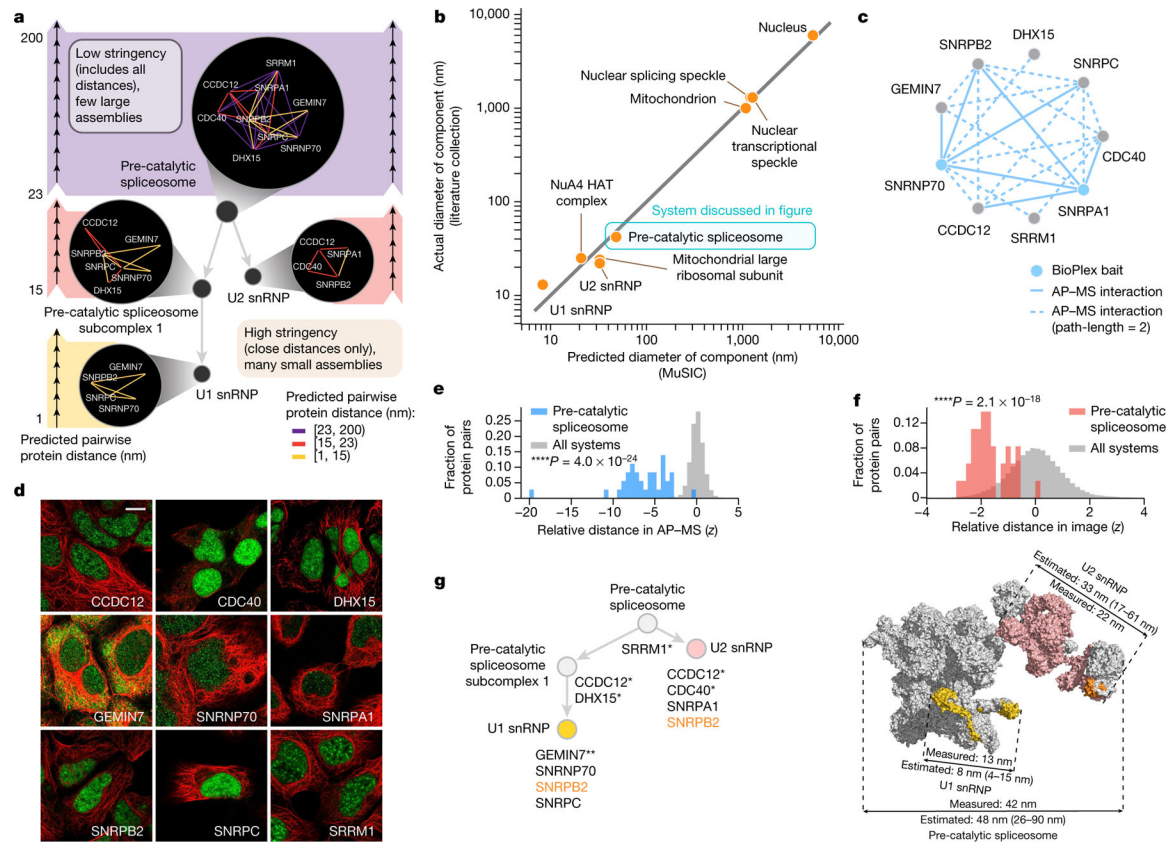 a
200
23
15
1
Low stringency
(includes all
distances),
few large
assemblies
SRRM1
CCDC12
SNRPA1
GEMIN7
CDC40
SNRPB2
SNRPC
SNRNP70
DHX15
Pre-catalytic
spliceosome
CCDC12
GEMIN7
SNRPB2
SNRPC
SNRNP70
DHX15
Pre-catalytic spliceosome
subcomplex 1
CCDC12
SNRPA1
CDC40
SNRPB2
U2 snRNP
High stringency
(close distances only),
many small assemblies
GEMIN7
SNRPB2
SNRPC
SNRNP70
U1 snRNP
Predicted pairwise
protein distance (nm)
Predicted pairwise
protein distance (nm):
[23, 200)
[15, 23)
[1, 15)
b
Actual diameter of component (nm)
(literature collection)
10,000
1,000
100
10
Nucleus
Nuclear splicing speckle
Mitochondrion
Nuclear
transcriptional
speckle
NuA4 HAT
complex
System discussed in figure
Pre-catalytic spliceosome
Mitochondrial large
ribosomal subunit
U2 snRNP
U1 snRNP
10
100
1,000
10,000
Predicted diameter of component (nm)
(MuSIC)
c
DHX15
SNRPB2
SNRPC
GEMIN7
CDC40
SNRNP70
SNRPA1
CCDC12
SRRM1
BioPlex bait
AP–MS interaction
AP–MS interaction
(path-length = 2)
d
CCDC12
CDC40
DHX15
GEMIN7
SNRNP70
SNRPA1
SNRPB2
SNRPC
SRRM1
e
Fraction of
protein pairs
0.25
0.20
0.15
0.10
0.05
0
Pre-catalytic
spliceosome
All systems
****P = 4.0 × 10⁻²⁴
−20
−15
−10
−5
0
5
Relative distance in AP–MS (z)
f
****P = 2.1 × 10⁻¹⁸
Fraction of
protein pairs
0.12
0.08
0.04
0
Pre-catalytic
spliceosome
All systems
−4
−2
0
2
4
Relative distance in image (z)
g
Pre-catalytic
spliceosome
SRRM1*
U2 snRNP
Pre-catalytic
spliceosome
subcomplex 1
CCDC12*
DHX15*
CCDC12*
CDC40*
SNRPA1
SNRPB2
U1 snRNP
GEMIN7**
SNRNP70
SNRPB2
SNRPC
U2 snRNP
Estimated: 33 nm (17–61 nm)
Measured: 22 nm
Measured: 13 nm
Estimated: 8 nm (4–15 nm)
U1 snRNP
Measured: 42 nm
Estimated: 48 nm (26–90 nm)
Pre-catalytic spliceosome